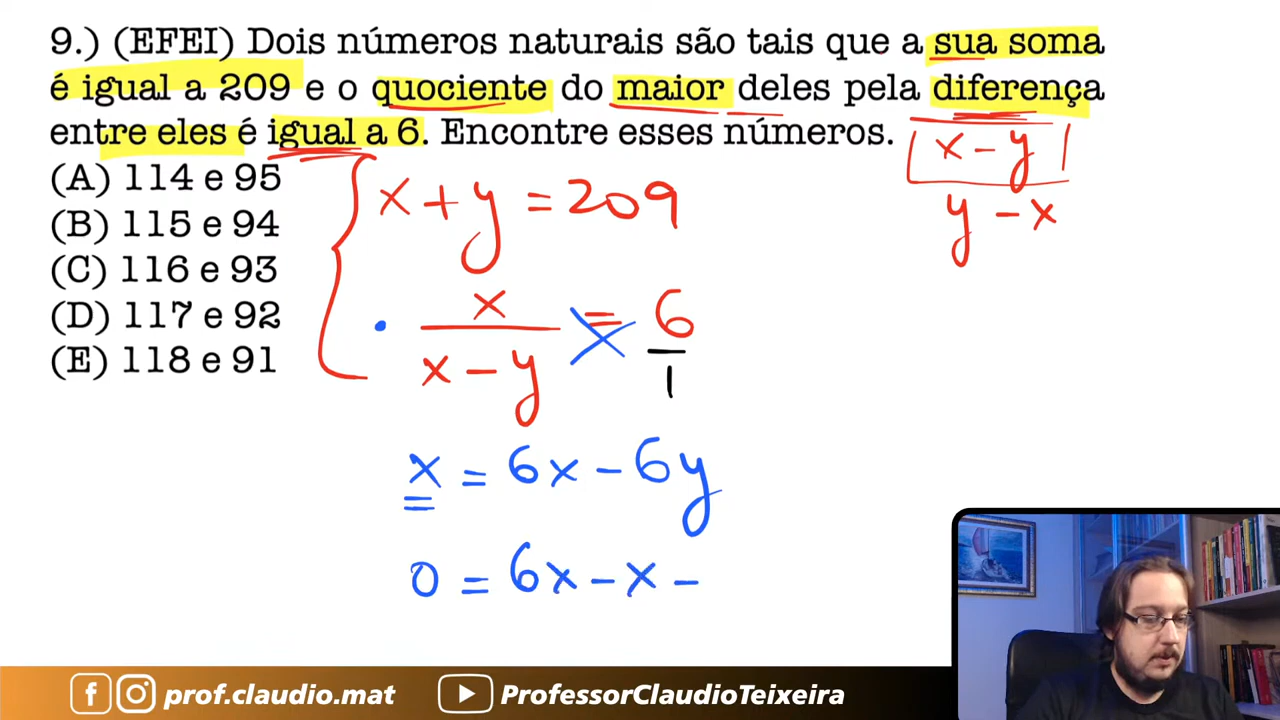 9.) (EFEI) Dois números naturais são tais que a sua soma
é igual a 209 e o quociente do maior deles pela diferença
entre eles é igual a 6. Encontre esses números.
(A) 114 e 95
(B) 115 e 94
(C) 116 e 93
(D) 117 e 92
(E) 118 e 91
x - y
y - x
x + y = 209
x
x - y
=
6
1
x = 6x - 6y
0 = 6x - x -
prof.claudio.mat
ProfessorClaudioTeixeira